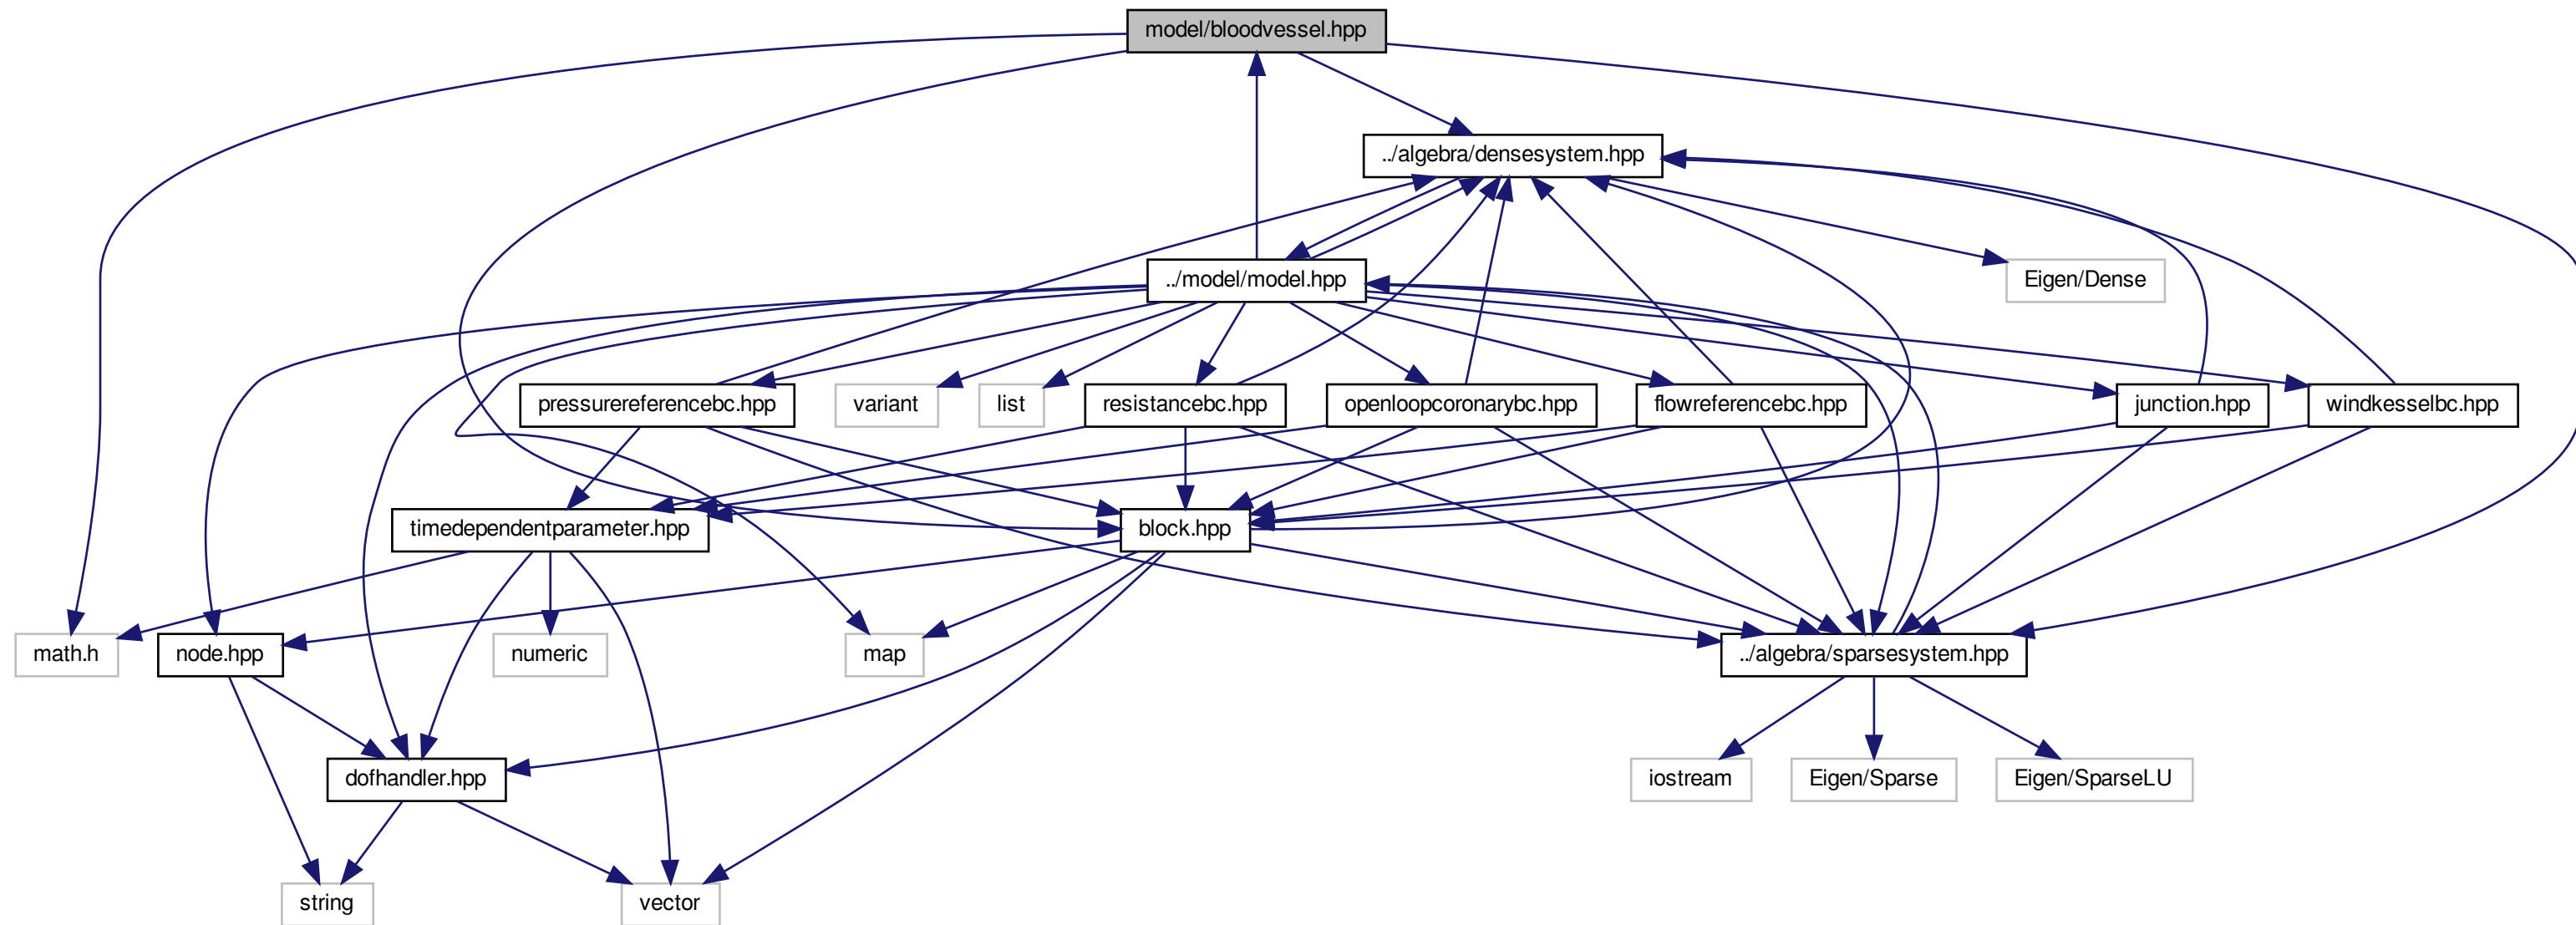 model/bloodvessel.hpp
../algebra/densesystem.hpp
../model/model.hpp
Eigen/Dense
pressurereferencebc.hpp
variant
list
resistancebc.hpp
openloopcoronarybc.hpp
flowreferencebc.hpp
junction.hpp
windkesselbc.hpp
timedependentparameter.hpp
block.hpp
math.h
node.hpp
numeric
map
../algebra/sparsesystem.hpp
dofhandler.hpp
iostream
Eigen/Sparse
Eigen/SparseLU
string
vector